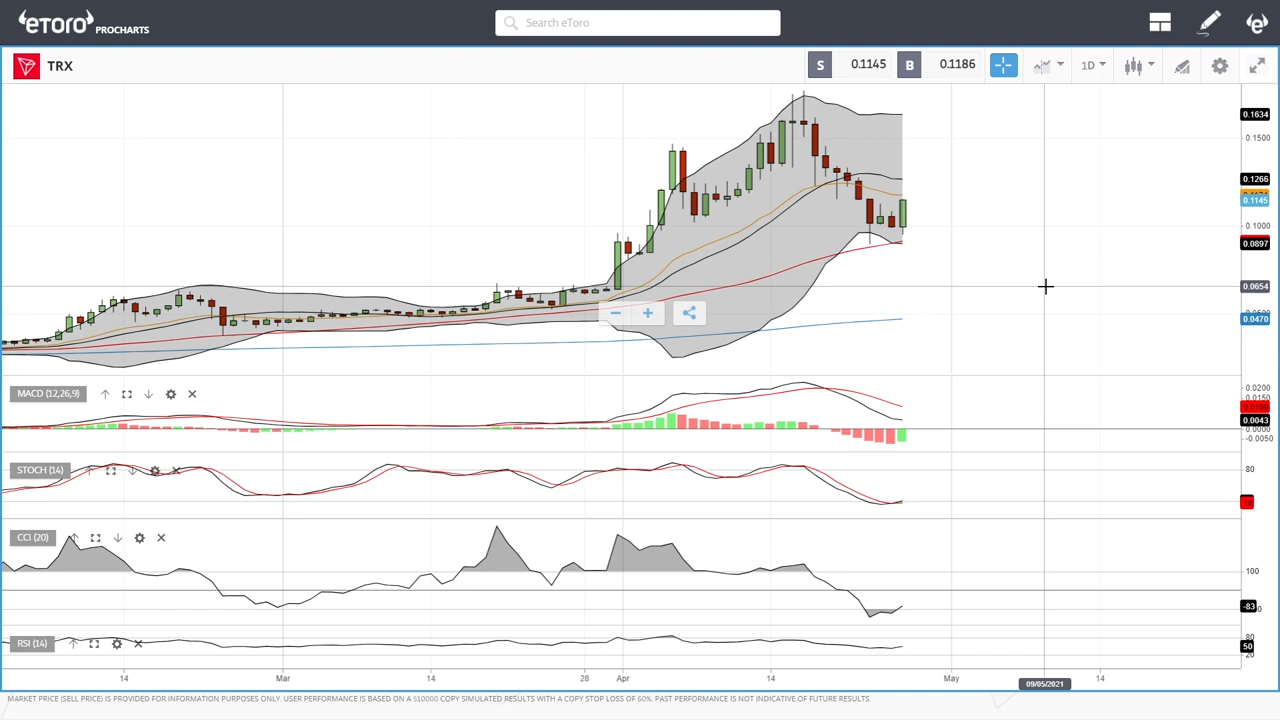 eTORO PROCHARTS
Search eToro
TRX
S 0.1145 B 0.1186
1D
0.1634
0.1500
0.1266
0.1145
0.1000
0.0897
0.0654
0.0470
MACD (12,26,9)
0.0200
0.0150
0.0043
0.0000
-0.0050
STOCH (14)
80
CCI (20)
100
-83
RSI (14)
80
50
20
14 Mar 14 28 Apr 14 May 09/05/2021 14
MARKET PRICE (SELL PRICE) IS PROVIDED FOR INFORMATION PURPOSES ONLY. USER PERFORMANCE IS BASED ON A $10000 COPY SIMULATED RESULTS WITH A COPY STOP LOSS OF 60%. PAST PERFORMANCE IS NOT INDICATIVE OF FUTURE RESULTS.